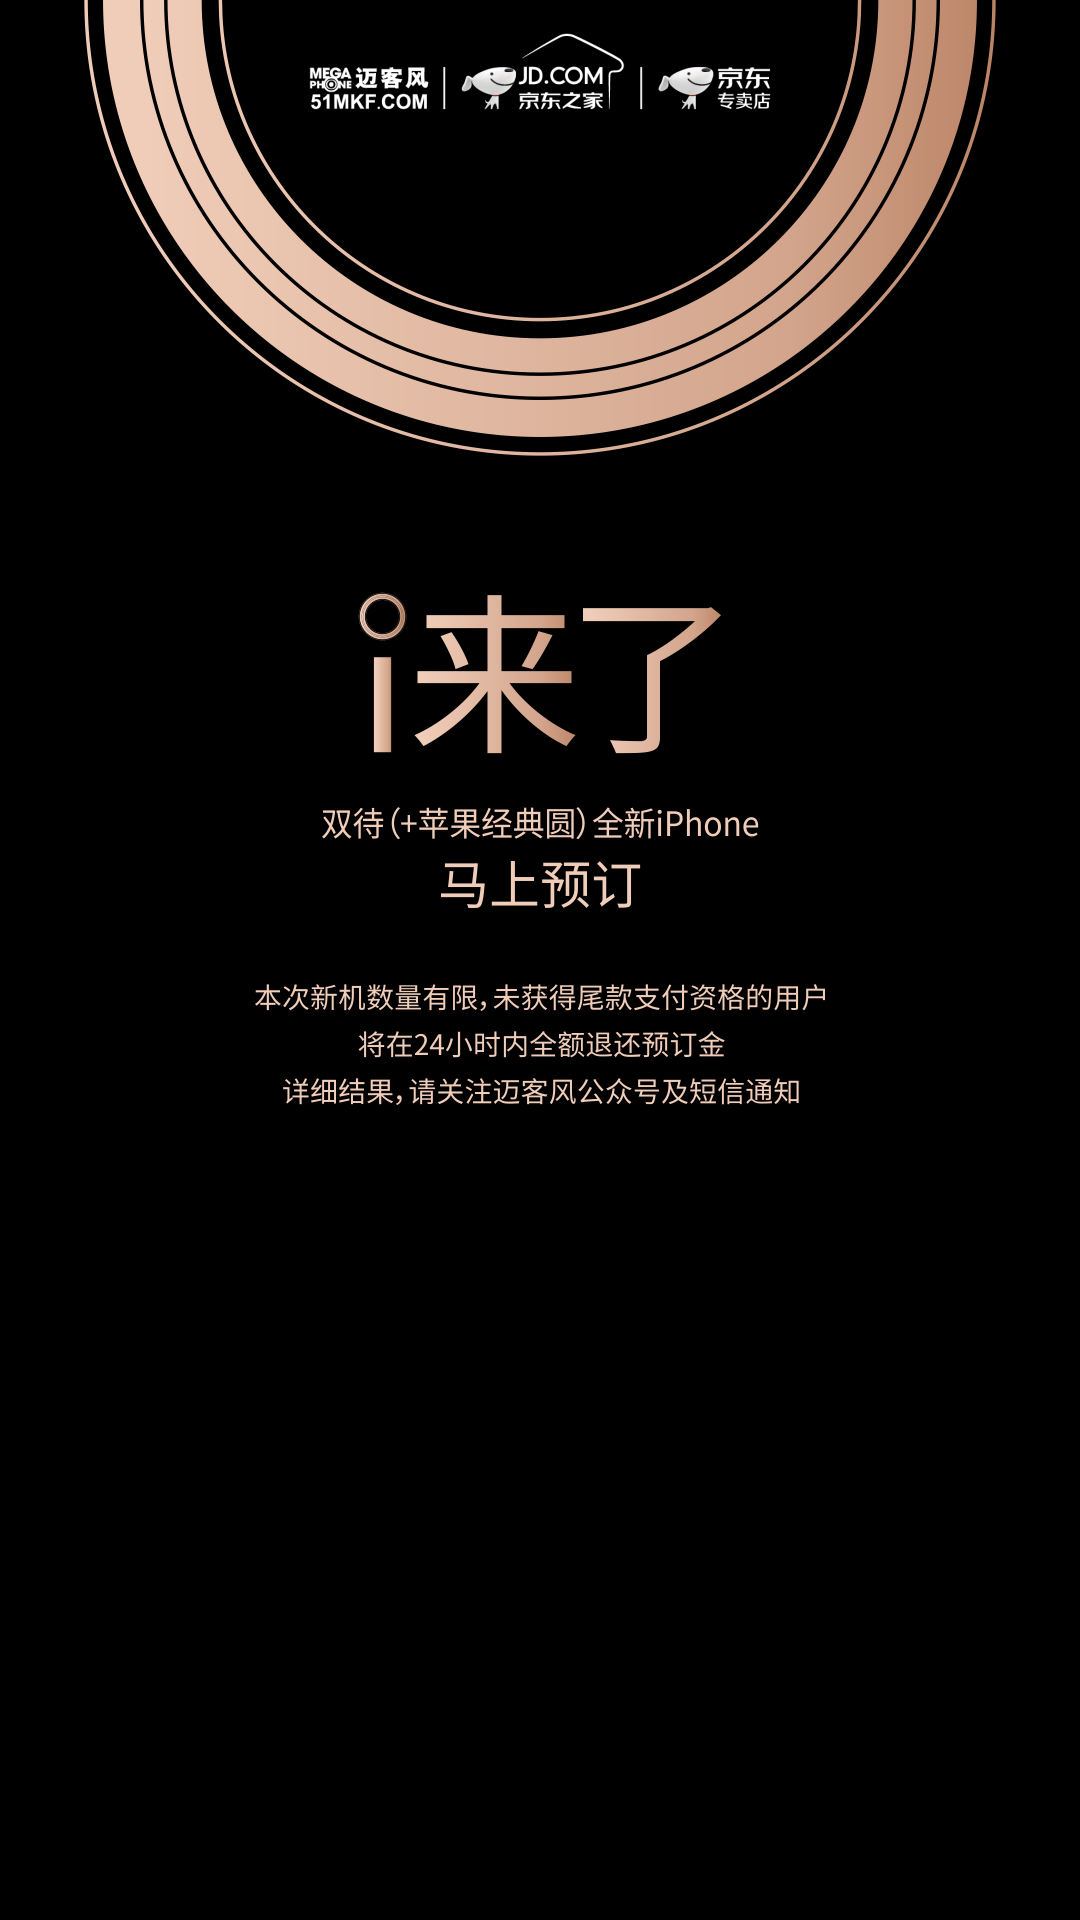 MEGA PHONE 迈客风
51MKF.COM
JD.COM
京东之家
京东
专卖店
i来了
双待(+苹果经典圆)全新iPhone
马上预订
本次新机数量有限,未获得尾款支付资格的用户
将在24小时内全额退还预订金
详细结果,请关注迈客风公众号及短信通知